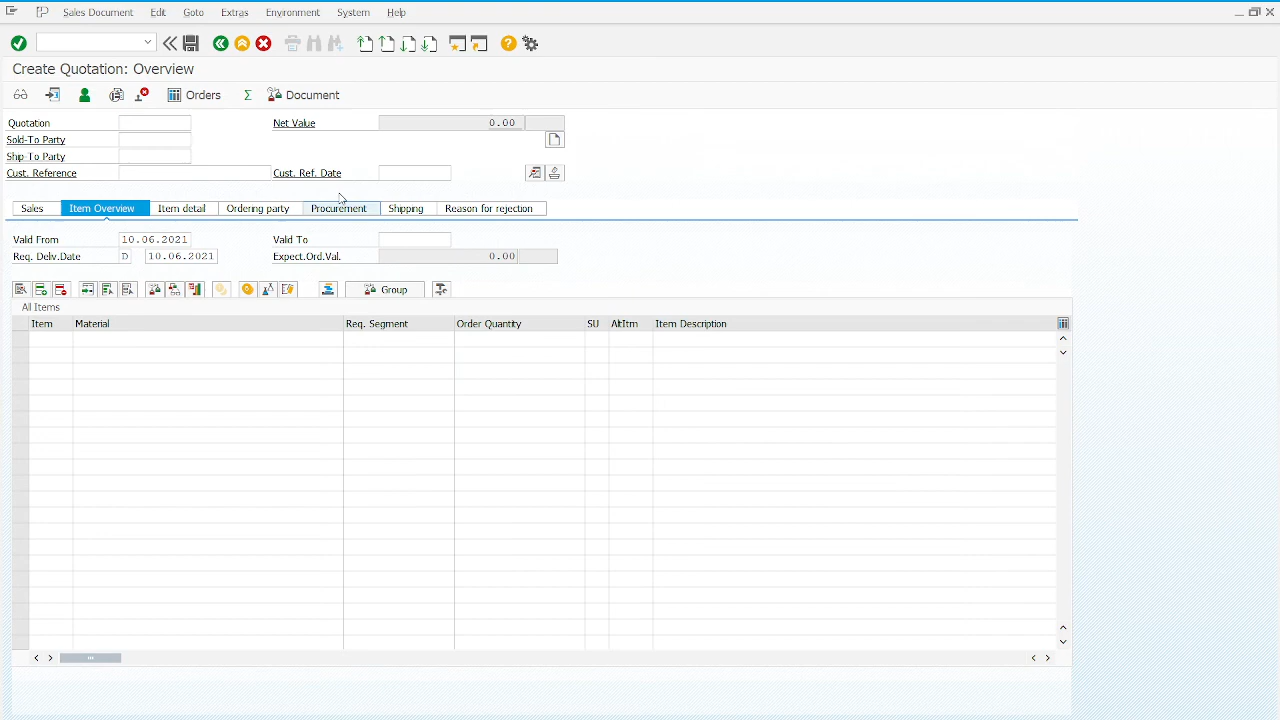 Sales Document Edit Goto Extras Environment System Help
Create Quotation: Overview
Orders Σ Document
Quotation Net Value 0.00
Sold-To Party
Ship-To Party
Cust. Reference Cust. Ref. Date
Sales Item Overview Item detail Ordering party Procurement Shipping Reason for rejection
Valid From 10.06.2021 Valid To
Req. Deliv.Date D 10.06.2021 Expect.Ord.Val. 0.00
Group
All Items
Item Material Req. Segment Order Quantity SU AltItm Item Description